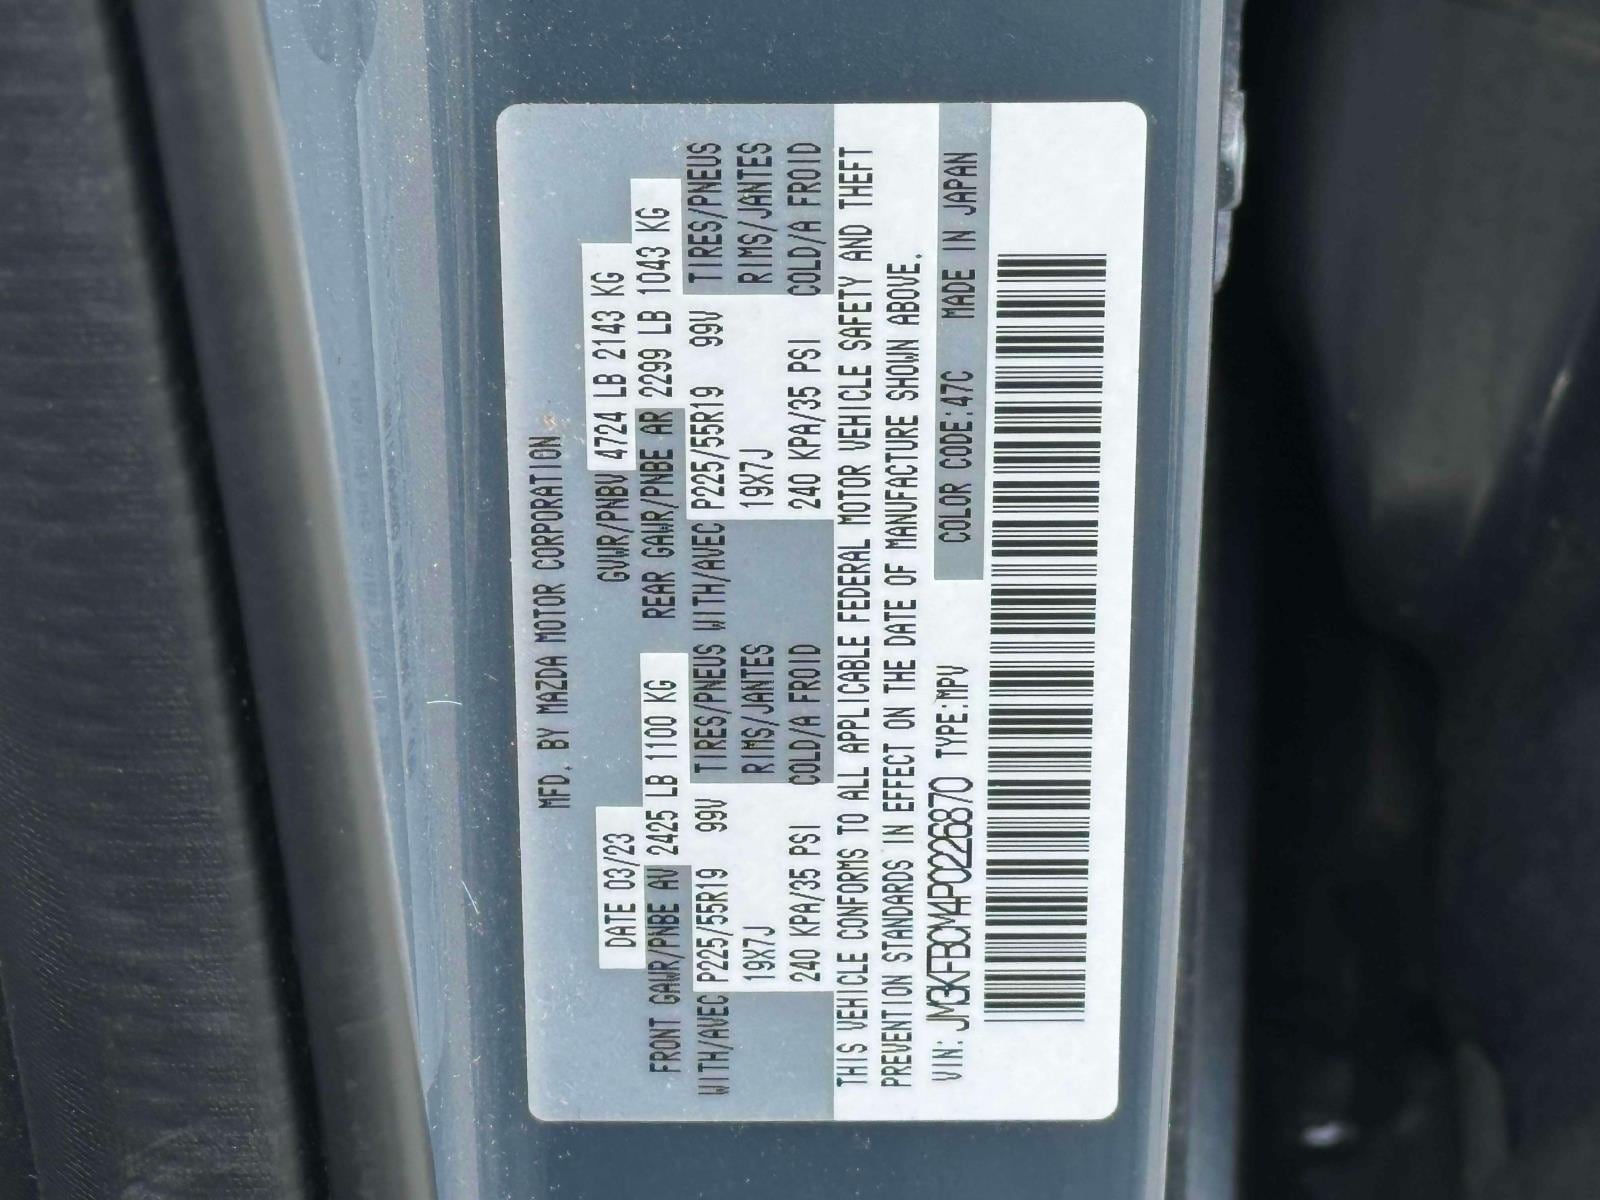 MFD. BY MAZDA MOTOR CORPORATION
DATE 03/23 GVWR/PNBV 4724 LB 2143 KG
FRONT GAWR/PNBE AV 2425 LB 1100 KG REAR GAWR/PNBE AR 2299 LB 1043 KG
WITH/AVEC P225/55R19 99V TIRES/PNEUS WITH/AVEC P225/55R19 99V TIRES/PNEUS
19X7J RIMS/JANTES 19X7J RIMS/JANTES
240 KPA/35 PSI COLD/A FROID 240 KPA/35 PSI COLD/A FROID
THIS VEHICLE CONFORMS TO ALL APPLICABLE FEDERAL MOTOR VEHICLE SAFETY AND THEFT
PREVENTION STANDARDS IN EFFECT ON THE DATE OF MANUFACTURE SHOWN ABOVE.
VIN: JM3KFBCM4P0226870 TYPE:MPV COLOR CODE:47C MADE IN JAPAN